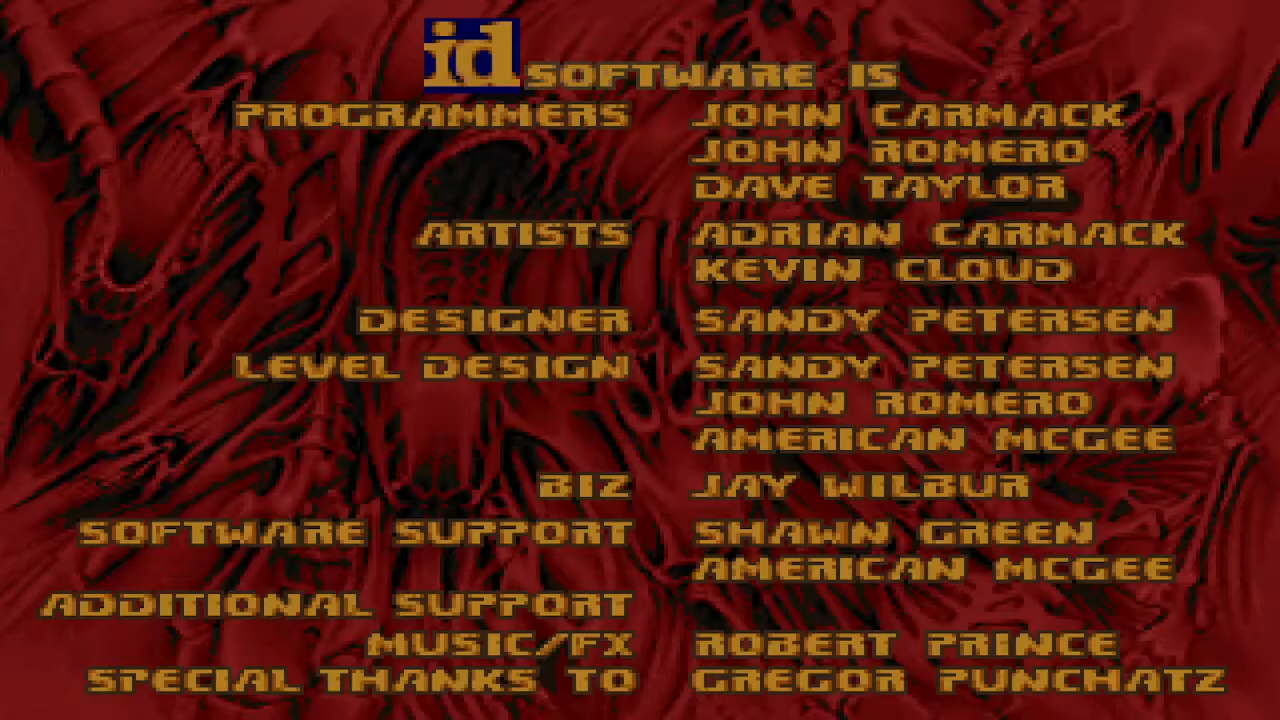 id SOFTWARE IS
PROGRAMMERS JOHN CARMACK
JOHN ROMERO
DAVE TAYLOR
ARTISTS ADRIAN CARMACK
KEVIN CLOUD
DESIGNER SANDY PETERSEN
LEVEL DESIGN SANDY PETERSEN
JOHN ROMERO
AMERICAN MCGEE
BIZ JAY WILBUR
SOFTWARE SUPPORT SHAWN GREEN
AMERICAN MCGEE
ADDITIONAL SUPPORT
MUSIC/FX ROBERT PRINCE
SPECIAL THANKS TO GREGOR PUNCHATZ